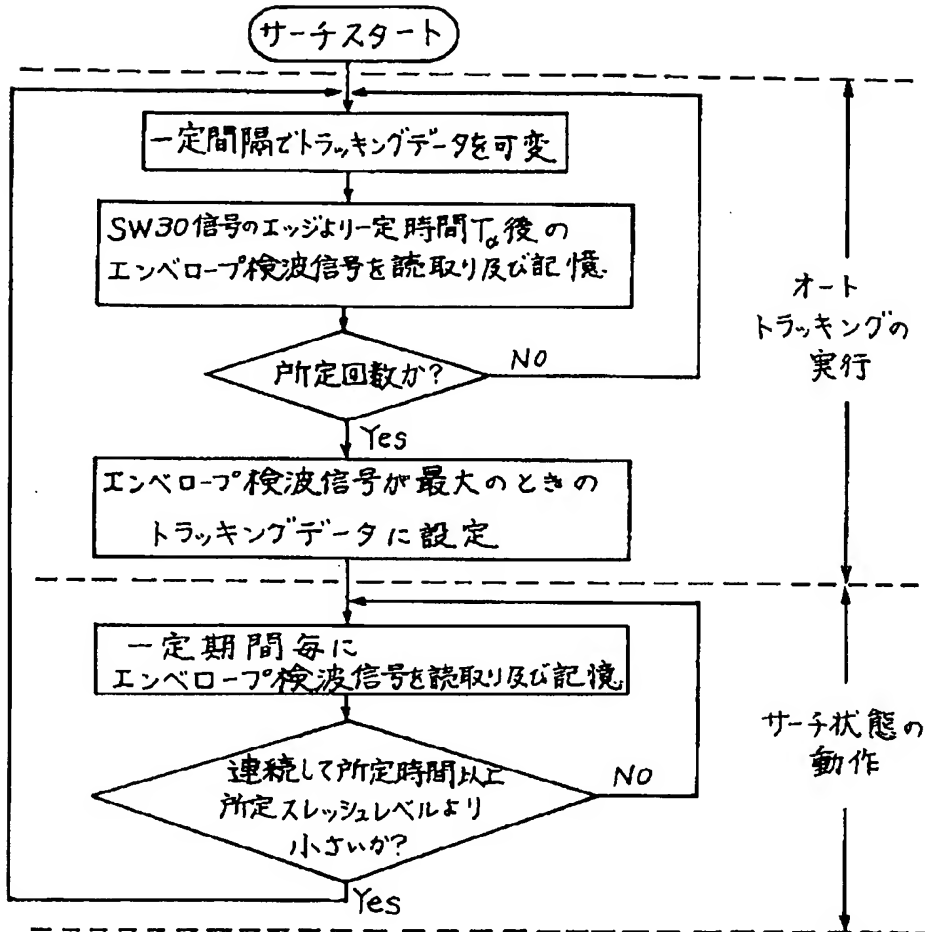 サーチスタート
一定間隔でトラッキングデータを可変
SW30信号のエッジより一定時間Tα後の
エンベロープ検波信号を読取り及び記憶.
所定回数か?
NO
Yes
エンベロープ検波信号が最大のときの
トラッキングデータに設定
オート
トラッキングの
実行
一定期間毎に
エンベロープ検波信号を読取り及び記憶.
連続して所定時間以上
所定スレッシュレベルより
小さいか?
NO
Yes
サーチ状態の
動作